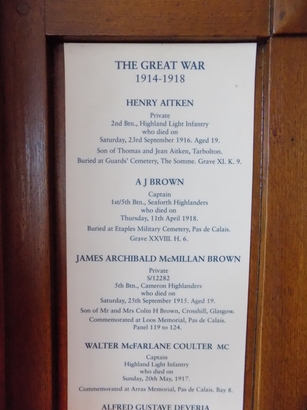 THE GREAT WAR
1914-1918
HENRY AITKEN
Private
2nd Btn., Highland Light Infantry
who died on
Saturday, 23rd September 1916. Aged 19.
Son of Thomas and Jean Aitken, Tarbolton.
Buried at Guards' Cemetery, The Somme. Grave XI. K. 9.
A J BROWN
Captain
1st/5th Btn., Seaforth Highlanders
who died on
Thursday, 11th April 1918.
Buried at Etaples Military Cemetery, Pas de Calais.
Grave XXVIII. H. 6.
JAMES ARCHIBALD McMILLAN BROWN
Private
S/12282
5th Btn., Cameron Highlanders
who died on
Saturday, 25th September 1915. Aged 19.
Son of Mr and Mrs Colin H Brown, Crosshill, Glasgow.
Commemorated at Loos Memorial, Pas de Calais.
Panel 119 to 124.
WALTER McFARLANE COULTER MC
Captain
Highland Light Infantry
who died on
Sunday, 20th May, 1917.
Commemorated at Arras Memorial, Pas de Calais. Bay 8.
ALFRED GUSTAVE DEVERIA